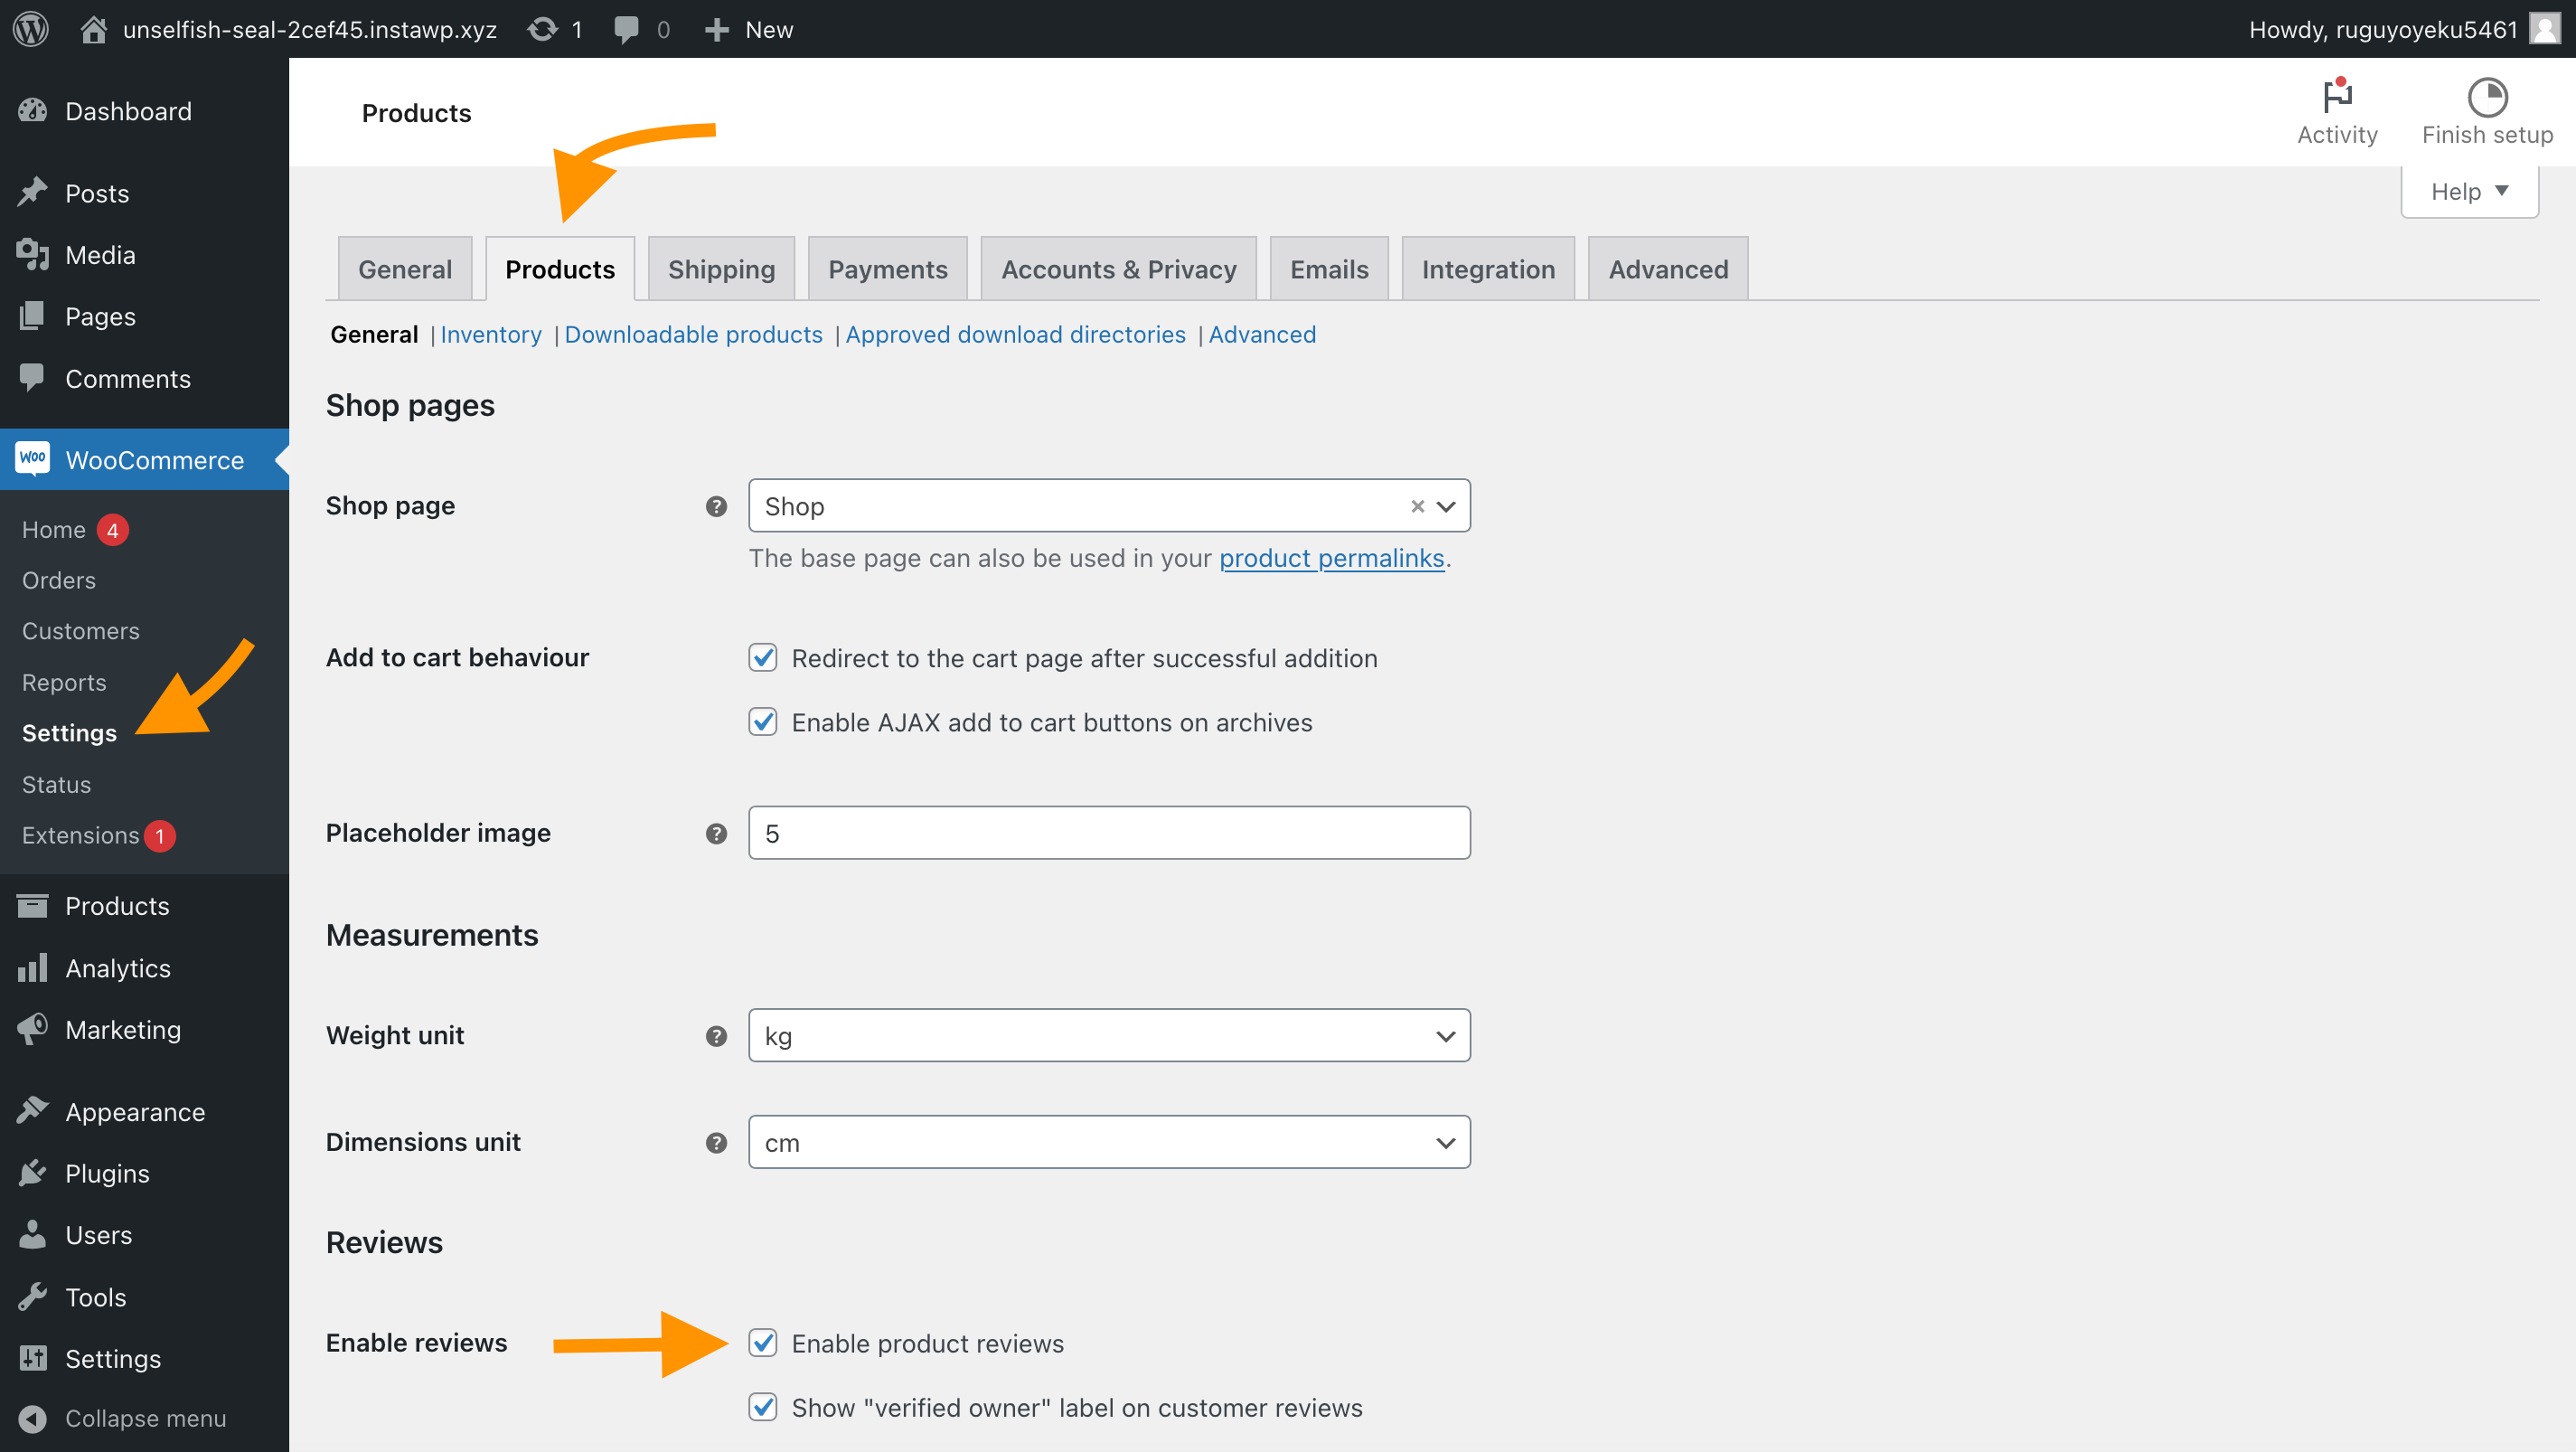 unselfish-seal-2cef45.instawp.xyz 1 0 New Howdy, ruguyoyeku5461
Dashboard
Posts
Media
Pages
Comments
Woo WooCommerce
Home 4
Orders
Customers
Reports
Settings
Status
Extensions 1
Products
Analytics
Marketing
Appearance
Plugins
Users
Tools
Settings
Collapse menu
Products
Activity Finish setup
Help
General Products Shipping Payments Accounts & Privacy Emails Integration Advanced
General | Inventory | Downloadable products | Approved download directories | Advanced
Shop pages
Shop page ? Shop ×
The base page can also be used in your product permalinks.
Add to cart behaviour Redirect to the cart page after successful addition
Enable AJAX add to cart buttons on archives
Placeholder image ? 5
Measurements
Weight unit ? kg
Dimensions unit ? cm
Reviews
Enable reviews Enable product reviews
Show "verified owner" label on customer reviews